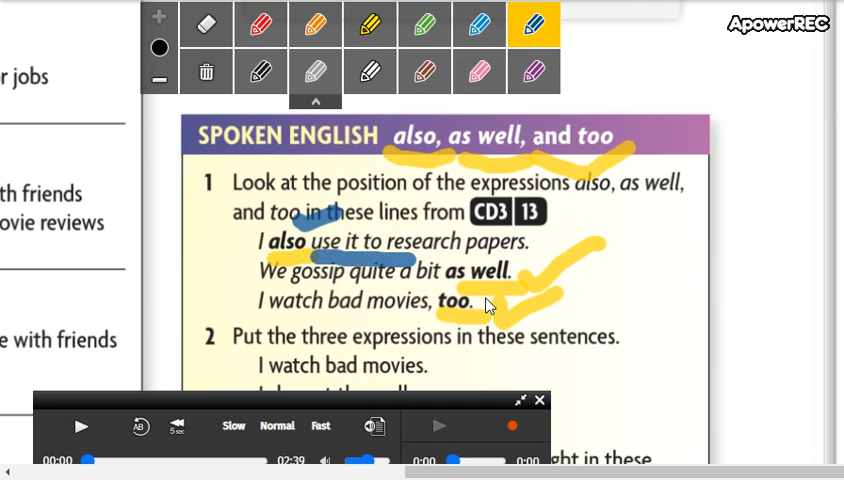 ApowerREC
r jobs
th friends
ovie reviews
e with friends
SPOKEN ENGLISH also, as well, and too
1 Look at the position of the expressions also, as well,
and too in these lines from CD3 13
I also use it to research papers.
We gossip quite a bit as well.
I watch bad movies, too.
2 Put the three expressions in these sentences.
I watch bad movies.
ght in these
AB
5 sec
Slow Normal Fast
00:00 02:39 0:00 0:00